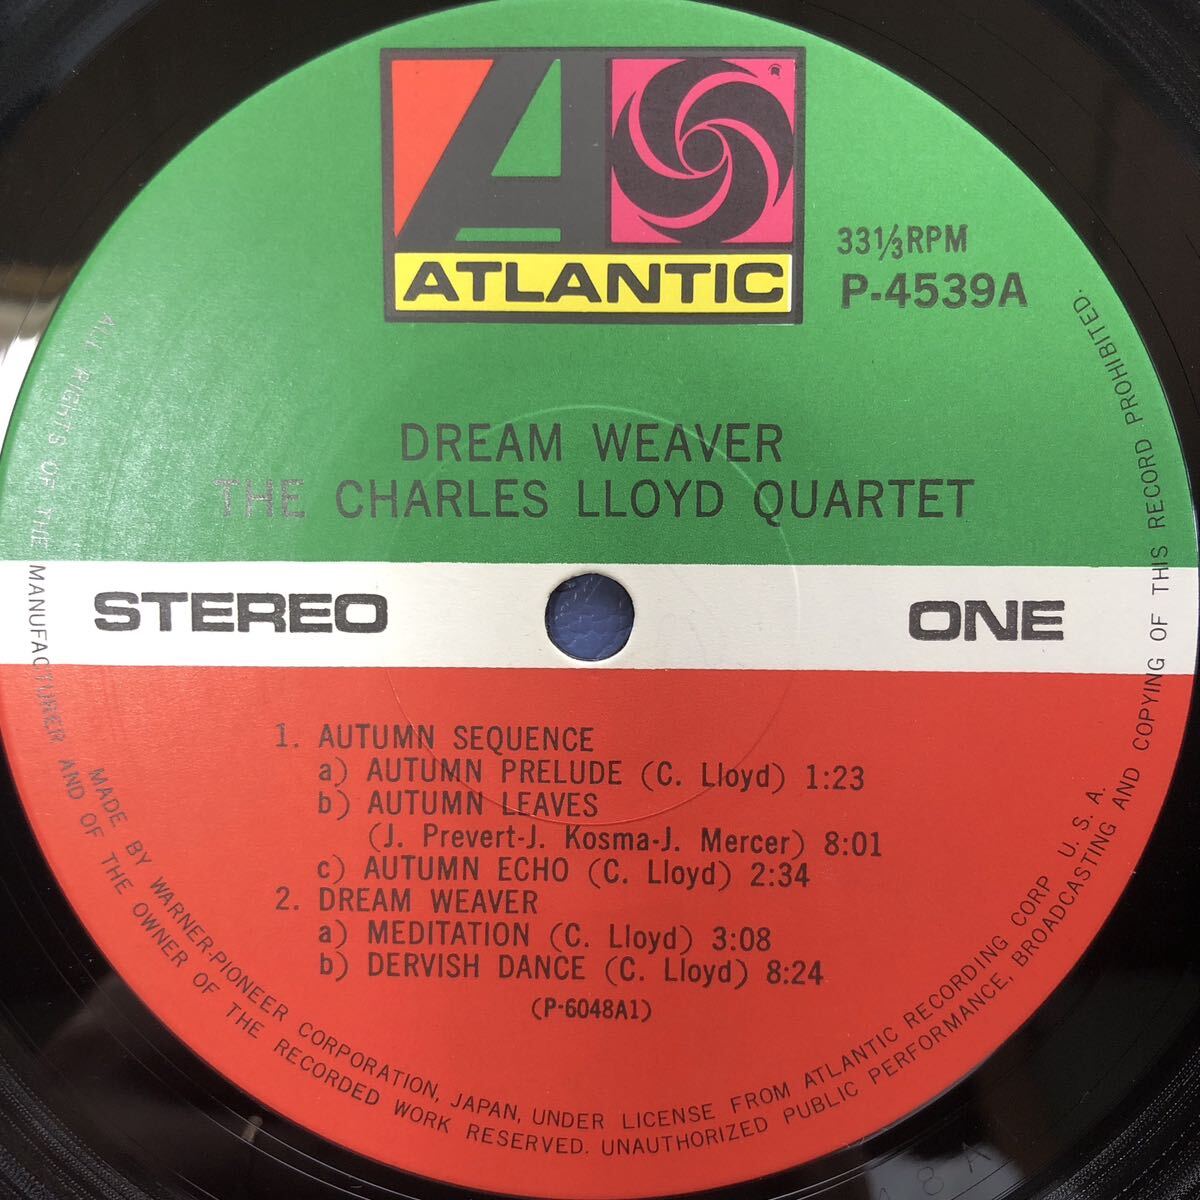 A
ATLANTIC
33⅓RPM
P-4539A
DREAM WEAVER
THE CHARLES LLOYD QUARTET
STEREO
ONE
1. AUTUMN SEQUENCE
a) AUTUMN PRELUDE (C. Lloyd) 1:23
b) AUTUMN LEAVES
(J. Prevert-J. Kosma-J. Mercer) 8:01
c) AUTUMN ECHO (C. Lloyd) 2:34
2. DREAM WEAVER
a) MEDITATION (C. Lloyd) 3:08
b) DERVISH DANCE (C. Lloyd) 8:24
(P-6048A1)
MADE BY WARNER-PIONEER CORPORATION, JAPAN, UNDER LICENSE FROM ATLANTIC RECORDING CORP U. S. A.
ALL RIGHTS OF THE MANUFACTURER AND OF THE OWNER OF THE RECORDED WORK RESERVED. UNAUTHORIZED PUBLIC PERFORMANCE, BROADCASTING AND COPYING OF THIS RECORD PROHIBITED.